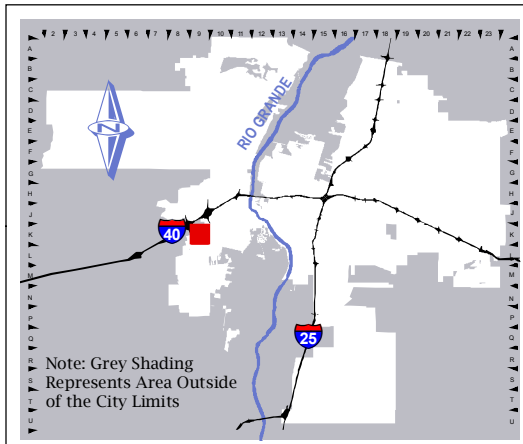 2 3 4 5 6 7 8 9 10 11 12 13 14 15 16 17 18 19 20 21 22 23
A A
B B
C C
D D
E E
F F
G G
H H
J J
K K
L L
M M
N N
P P
Q Q
R R
S S
T T
U U
N
RIO GRANDE
40
25
Note: Grey Shading
Represents Area Outside
of the City Limits